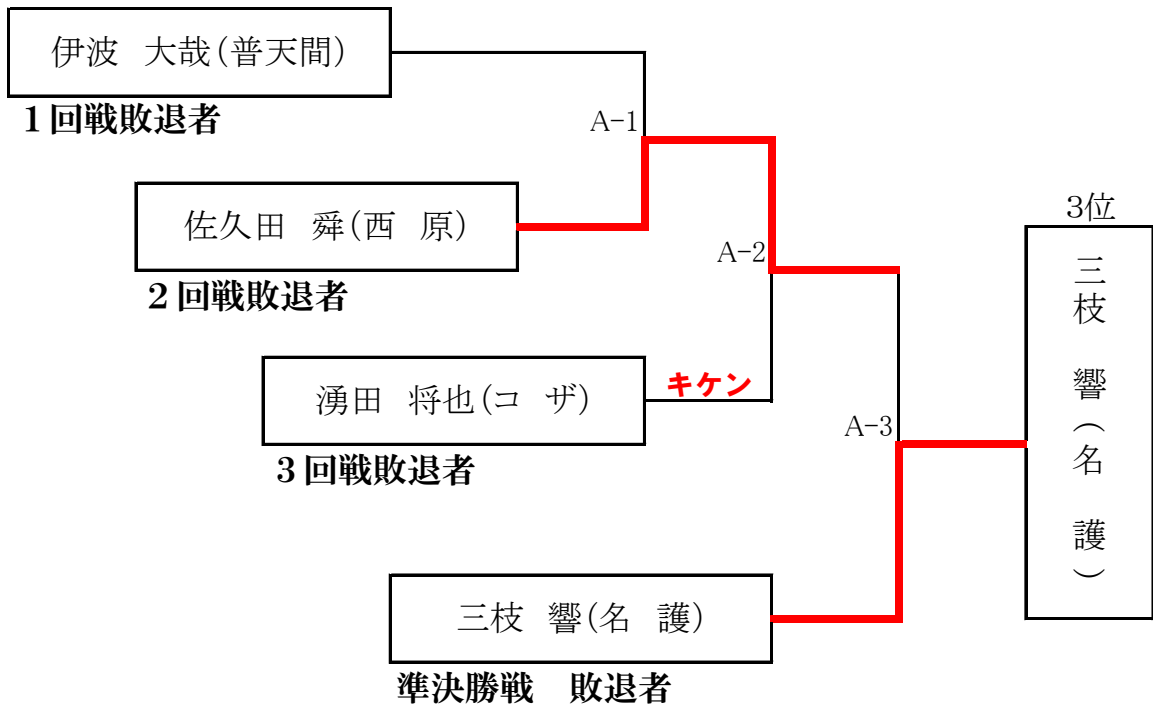 伊波 大哉(普天間)
1回戦敗退者
A-1
佐久田 舜(西 原)
2回戦敗退者
A-2
3位
三枝 響(名 護)
湧田 将也(コ ザ)
キケン
3回戦敗退者
A-3
三枝 響(名 護)
準決勝戦 敗退者